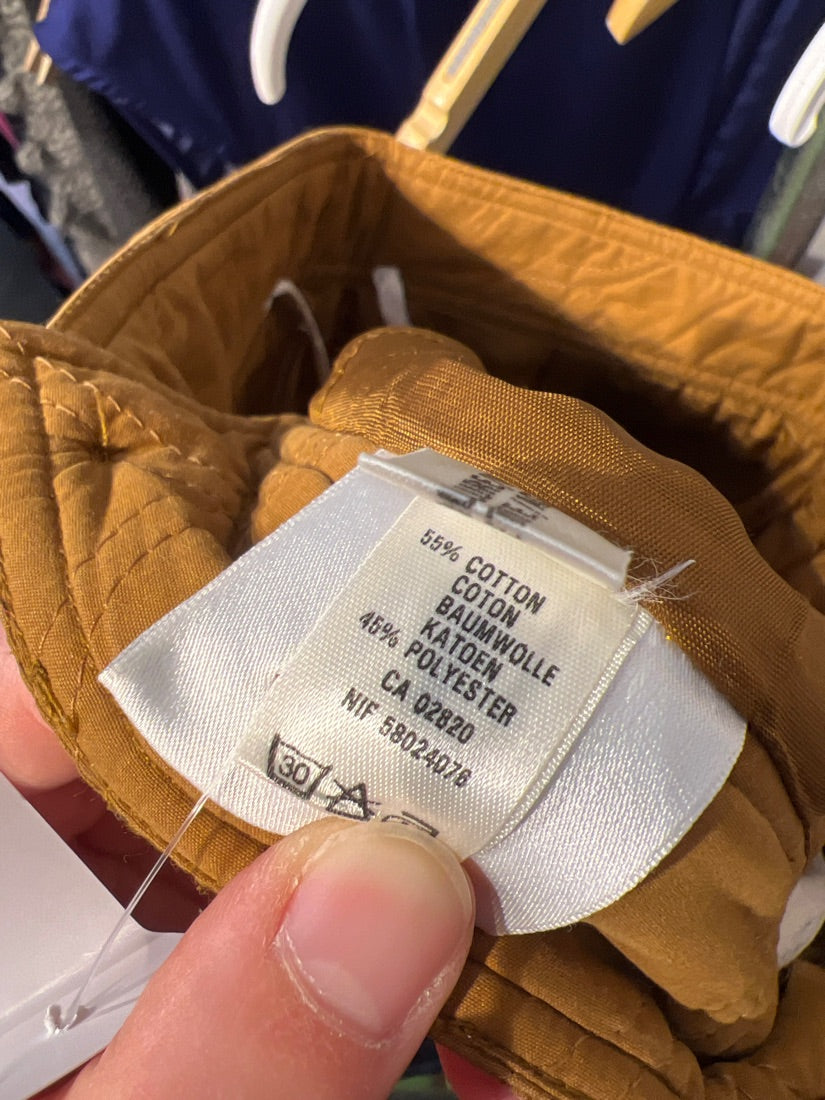 55% COTTON
COTON
BAUMWOLLE
KATOEN
45% POLYESTER
CA 02820
NIF 58024076
30